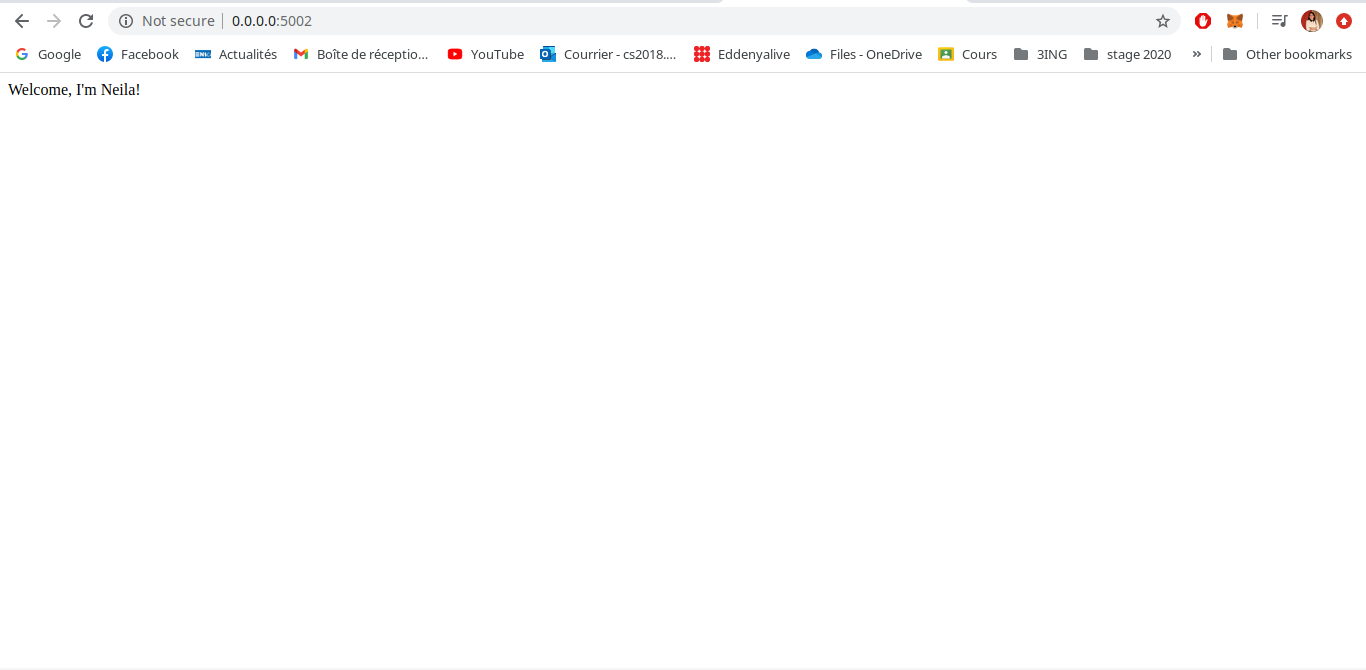 Not secure | 0.0.0.0:5002
Google Facebook Actualités Boîte de réceptio... YouTube Courrier - cs2018.... Eddenyalive Files - OneDrive Cours 3ING stage 2020 » Other bookmarks
Welcome, I'm Neila!